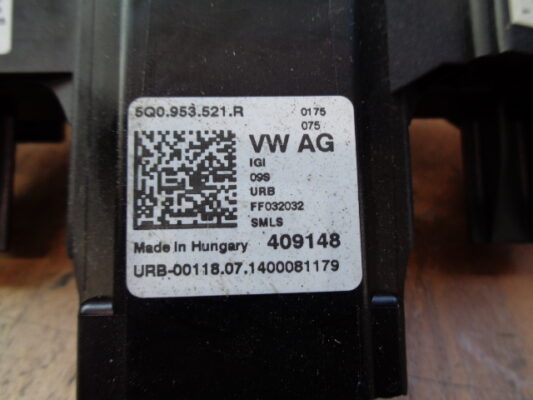 5Q0.953.521.R 0175
075
VW AG
IGI
09S
URB
FF032032
SMLS
Made in Hungary 409148
URB-00118.07.1400081179